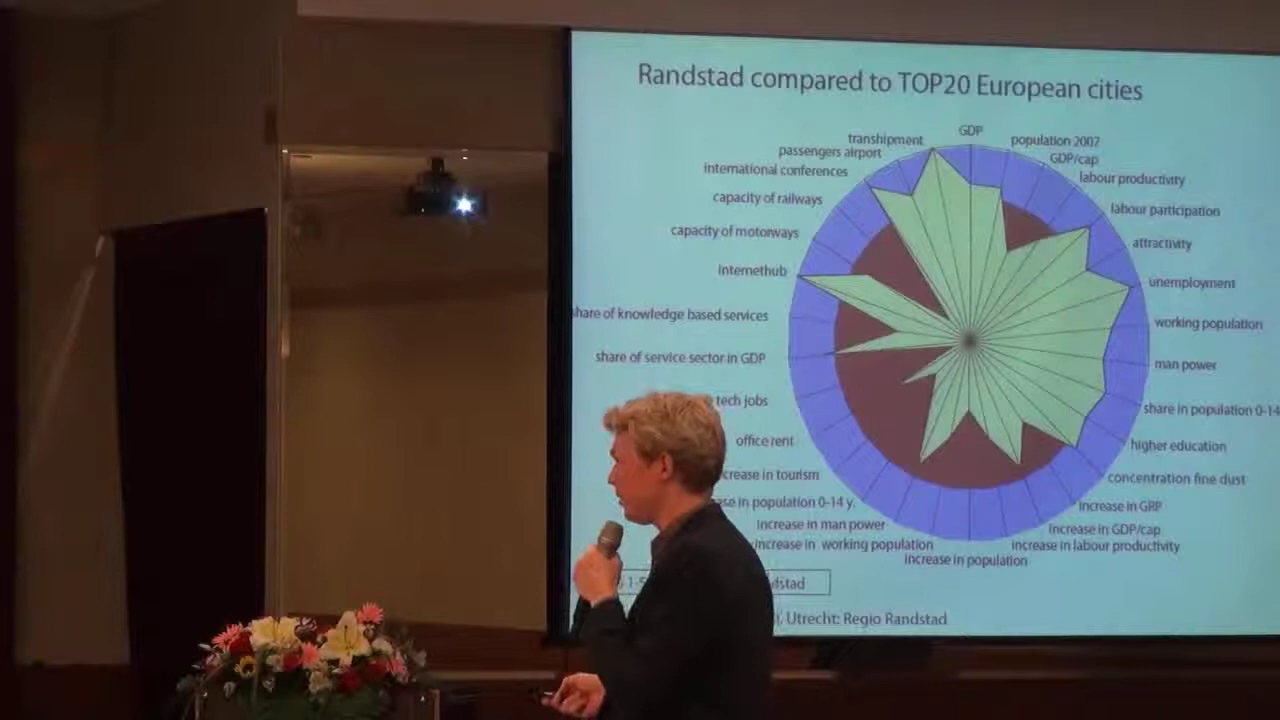 Randstad compared to TOP20 European cities
GDP
transhipment
population 2007
passengers airport
GDP/cap
international conferences
labour productivity
capacity of railways
labour participation
capacity of motorways
attractivity
Internethub
unemployment
share of knowledge based services
working population
share of service sector in GDP
man power
tech jobs
share in population 0-14
office rent
higher education
crease in tourism
concentration fine dust
ase in population 0-14 y.
increase in GRP
increase in man power
increase in GDP/cap
increase in working population
increase in labour productivity
increase in population
1-5
dstad
Utrecht: Regio Randstad